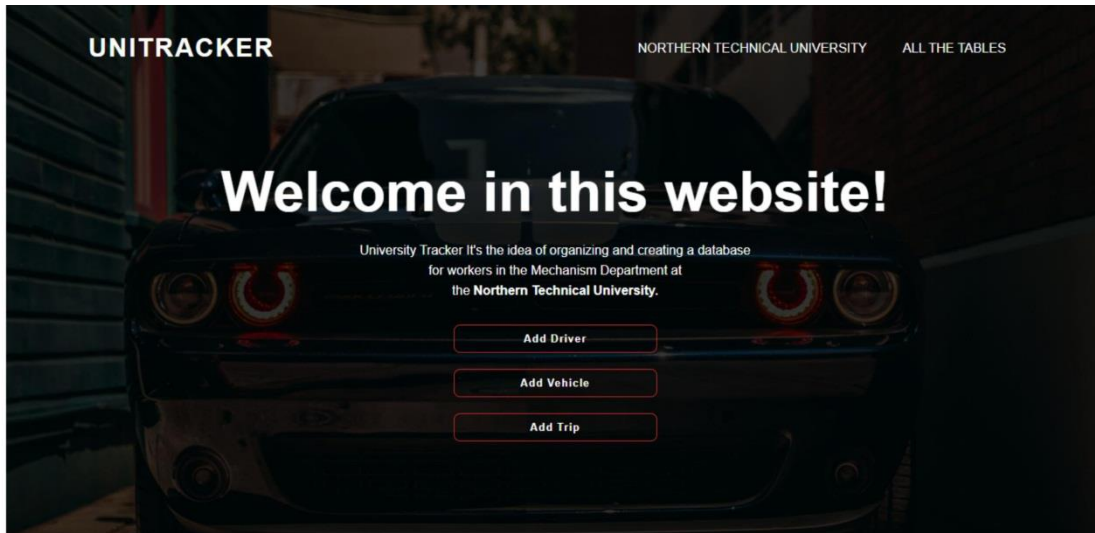 UNITRACKER
NORTHERN TECHNICAL UNIVERSITY
ALL THE TABLES
Welcome in this website!
University Tracker It's the idea of organizing and creating a database
for workers in the Mechanism Department at
the Northern Technical University.
Add Driver
Add Vehicle
Add Trip